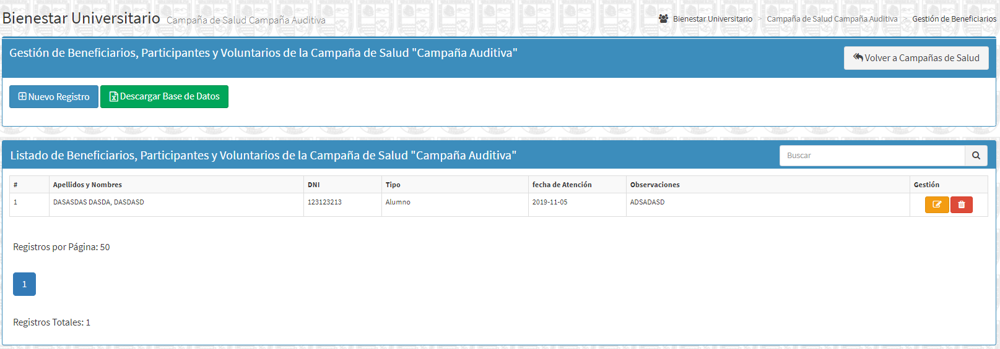 Bienestar Universitario Campaña de Salud Campaña Auditiva
Bienestar Universitario > Campaña de Salud Campaña Auditiva > Gestión de Beneficiarios
Gestión de Beneficiarios, Participantes y Voluntarios de la Campaña de Salud "Campaña Auditiva"
Volver a Campañas de Salud
Nuevo Registro Descargar Base de Datos
Listado de Beneficiarios, Participantes y Voluntarios de la Campaña de Salud "Campaña Auditiva"
Buscar
# Apellidos y Nombres DNI Tipo fecha de Atención Observaciones Gestión
1 DASASDAS DASDA, DASDASD 123123213 Alumno 2019-11-05 ADSADASD
Registros por Página: 50
1
Registros Totales: 1